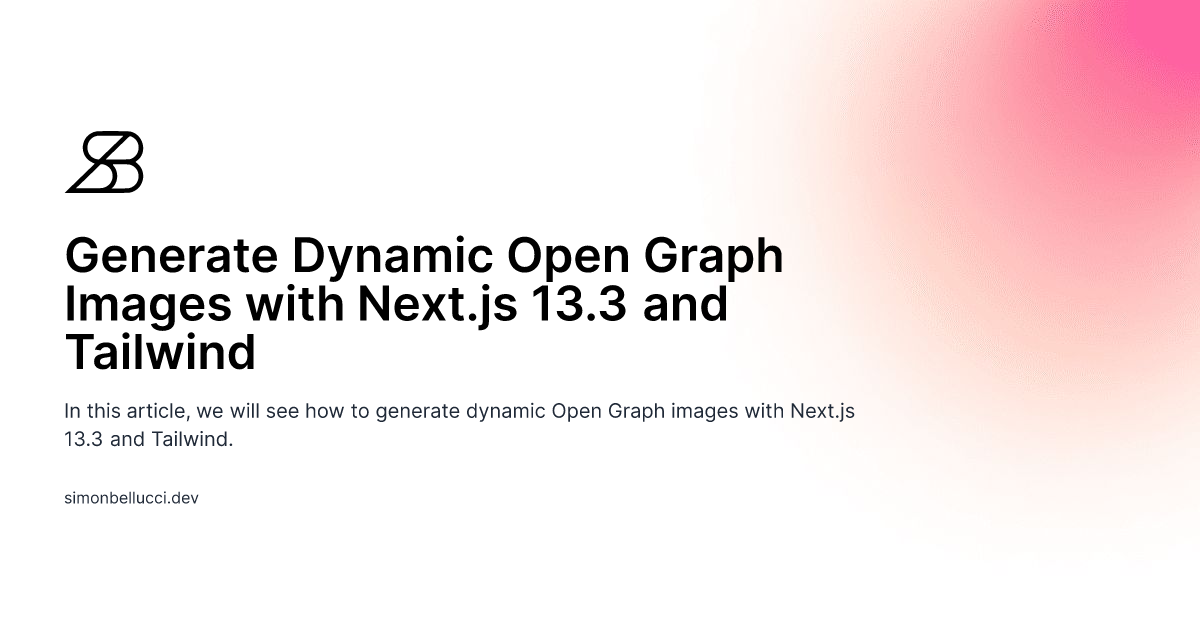 Generate Dynamic Open Graph
Images with Next.js 13.3 and
Tailwind
In this article, we will see how to generate dynamic Open Graph images with Next.js
13.3 and Tailwind.
simonbellucci.dev